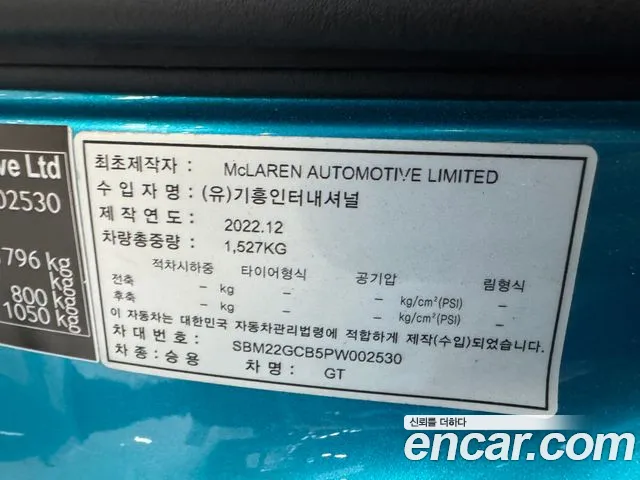 ve Ltd
02530
796 kg
kg
800 kg
1050 kg
최초제작자 : McLAREN AUTOMOTIVE LIMITED
수 입 자 명 : (유)기흥인터내셔널
제 작 연 도 : 2022.12
차량총중량 : 1,527KG
적차시하중 타이어형식 공기압 림형식
전축 – kg – – kg/cm²(PSI) –
후축 – kg – – kg/cm²(PSI) –
이 자동차는 대한민국 자동차관리법령에 적합하게 제작(수입)되었습니다.
차 대 번 호 : SBM22GCB5PW002530
차종 : 승용 차 명 : GT
신뢰를 더하다
encar.com